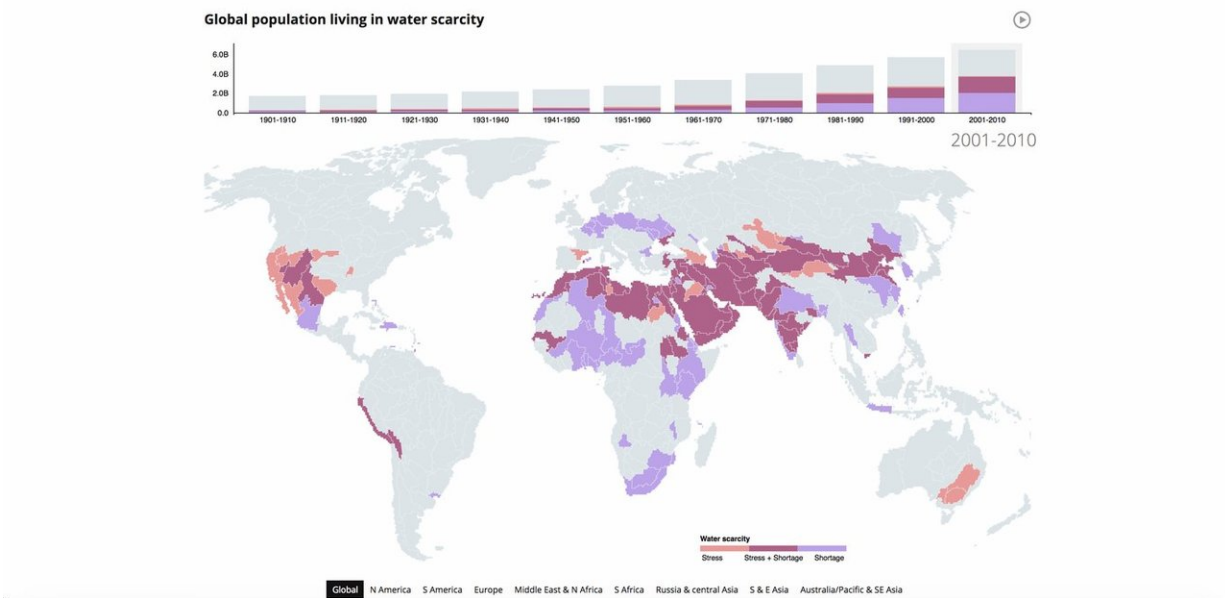 Global population living in water scarcity
6.0B
4.0B
2.0B
0.0
1901-1910 1911-1920 1921-1930 1931-1940 1941-1950 1951-1960 1961-1970 1971-1980 1981-1990 1991-2000 2001-2010
2001-2010
Water scarcity
Stress Stress + Shortage Shortage
Global N America S America Europe Middle East & N Africa S Africa Russia & central Asia S & E Asia Australia/Pacific & SE Asia